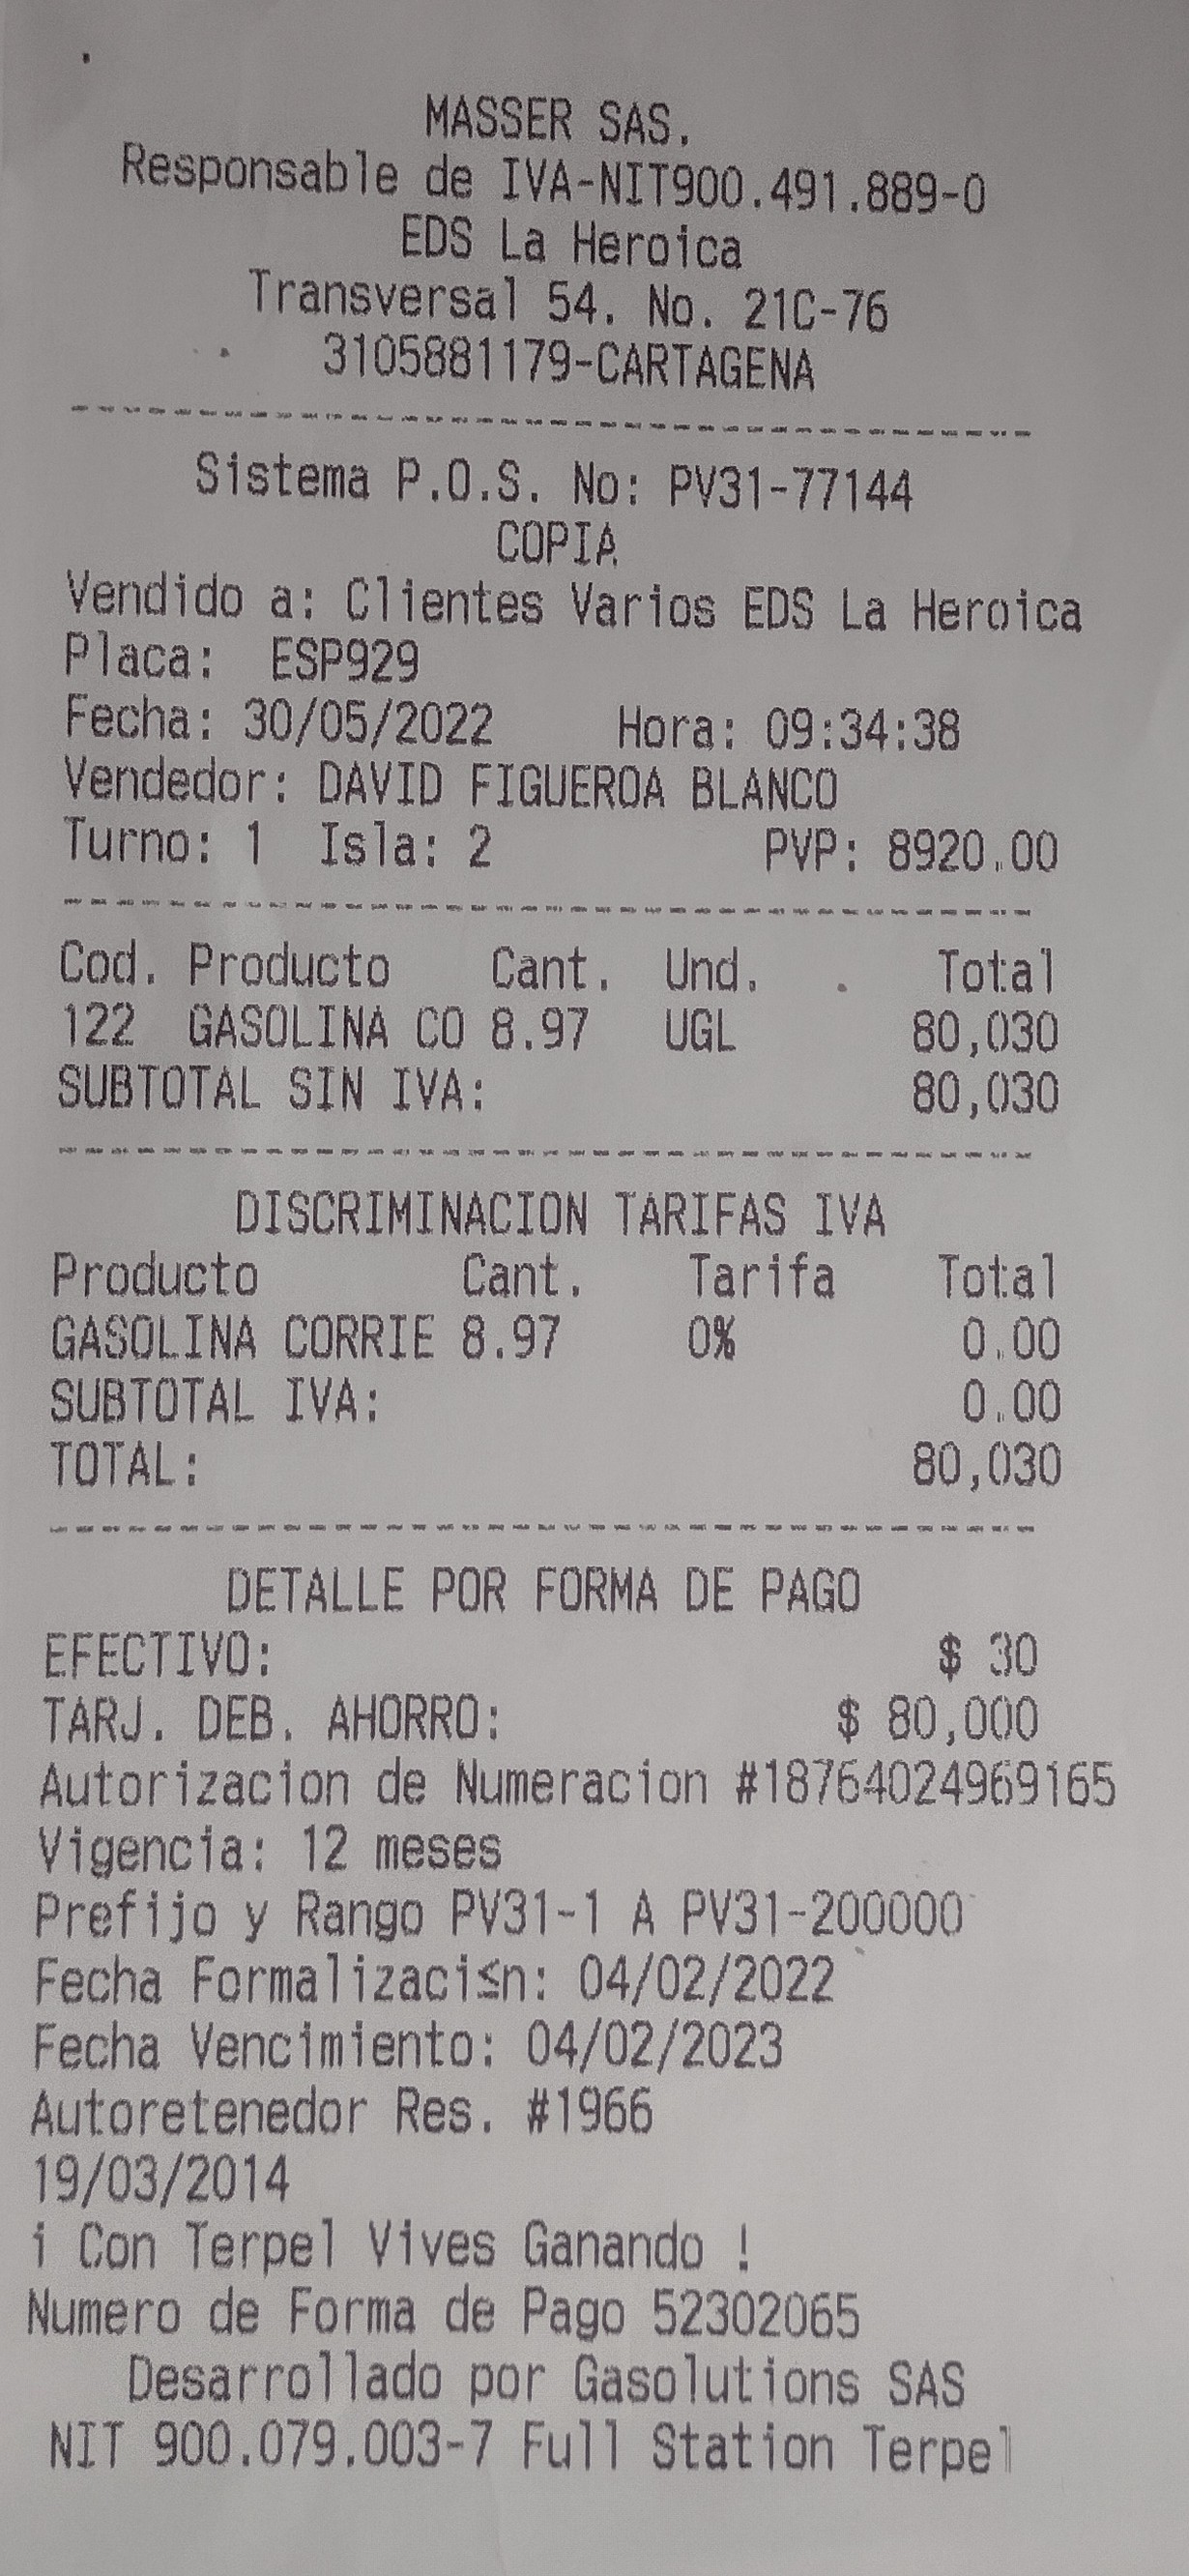 MASSER SAS.
Responsable de IVA-NIT900.491.889-0
EDS La Heroica
Transversal 54. No. 21C-76
3105881179-CARTAGENA
Sistema P.O.S. No: PV31-77144
COPIA
Vendido a: Clientes Varios EDS La Heroica
Placa: ESP929
Fecha: 30/05/2022 Hora: 09:34:38
Vendedor: DAVID FIGUEROA BLANCO
Turno: 1 Isla: 2 PVP: 8920.00
Cod. Producto Cant. Und. Total
122 GASOLINA CO 8.97 UGL 80,030
SUBTOTAL SIN IVA: 80,030
DISCRIMINACION TARIFAS IVA
Producto Cant. Tarifa Total
GASOLINA CORRIE 8.97 0% 0.00
SUBTOTAL IVA: 0.00
TOTAL: 80,030
DETALLE POR FORMA DE PAGO
EFECTIVO: $ 30
TARJ. DEB. AHORRO: $ 80,000
Autorizacion de Numeracion #18764024969165
Vigencia: 12 meses
Prefijo y Rango PV31-1 A PV31-200000
Fecha Formalizaci≤n: 04/02/2022
Fecha Vencimiento: 04/02/2023
Autoretenedor Res. #1966
19/03/2014
¡ Con Terpel Vives Ganando !
Numero de Forma de Pago 52302065
Desarrollado por Gasolutions SAS
NIT 900.079.003-7 Full Station Terpel